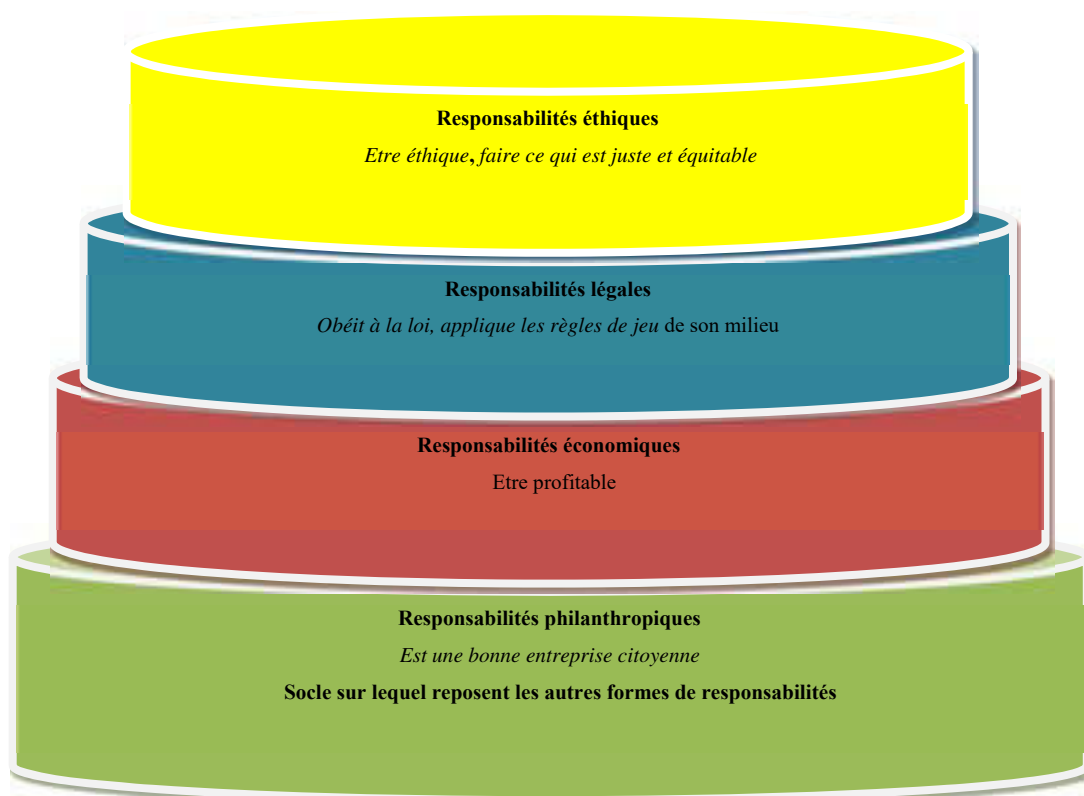 Responsabilités éthiques
Etre éthique, faire ce qui est juste et équitable
Responsabilités légales
Obéit à la loi, applique les règles de jeu de son milieu
Responsabilités économiques
Etre profitable
Responsabilités philanthropiques
Est une bonne entreprise citoyenne
Socle sur lequel reposent les autres formes de responsabilités